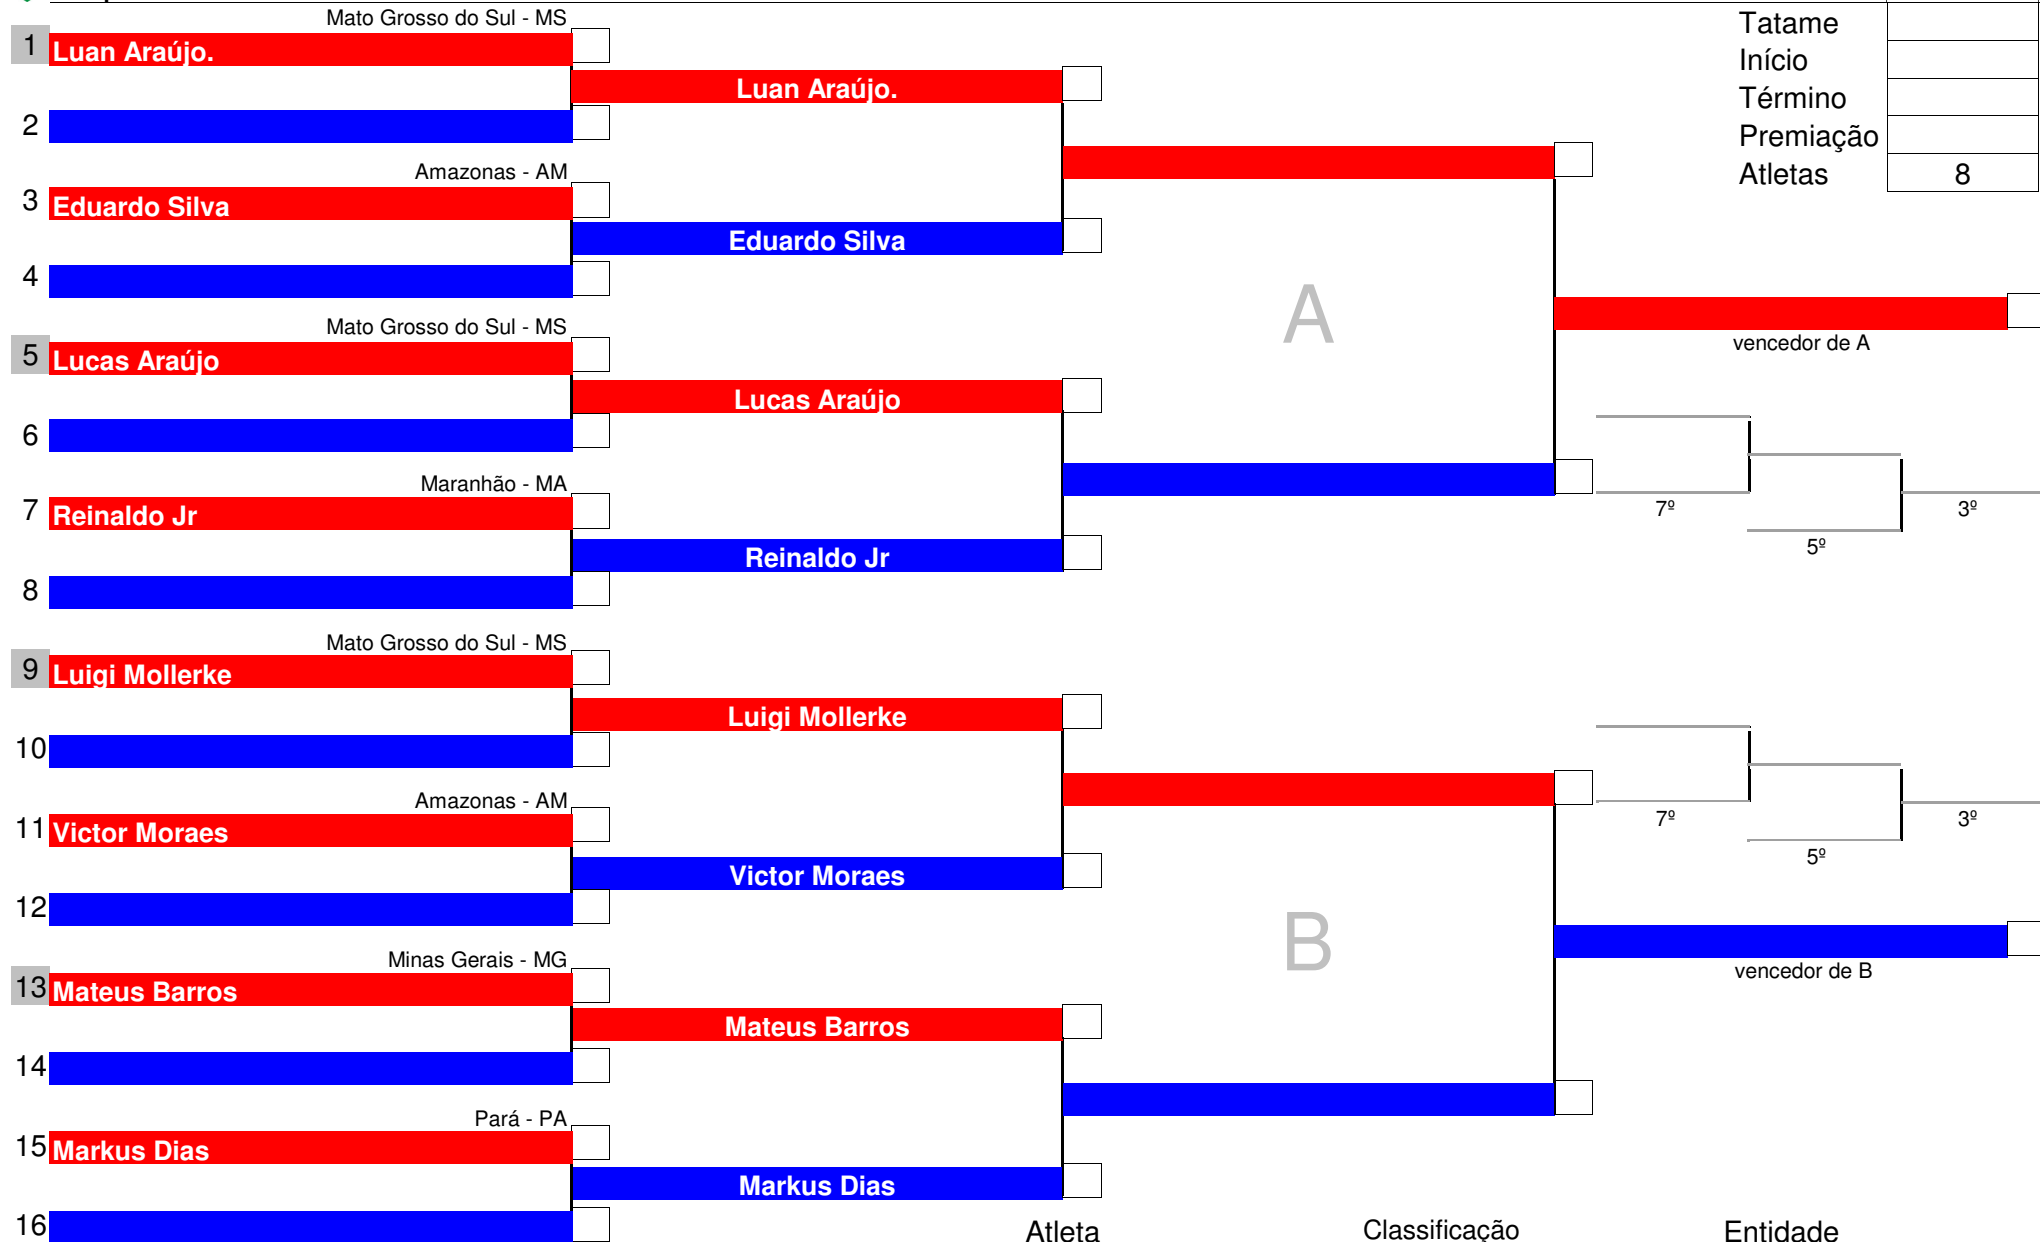 Mato Grosso do Sul - MS
1 Luan Araújo.
Luan Araújo.
2
Amazonas - AM
3 Eduardo Silva
Eduardo Silva
4
Mato Grosso do Sul - MS
5 Lucas Araújo
Lucas Araújo
6
Maranhão - MA
7 Reinaldo Jr
Reinaldo Jr
8
Mato Grosso do Sul - MS
9 Luigi Mollerke
Luigi Mollerke
10
Amazonas - AM
11 Victor Moraes
Victor Moraes
12
Minas Gerais - MG
13 Mateus Barros
Mateus Barros
14
Pará - PA
15 Markus Dias
Markus Dias
16
A
B
Tatame
Início
Término
Premiação
Atletas 8
vencedor de A
7º 3º
5º
7º 3º
5º
vencedor de B
Atleta Classificação Entidade